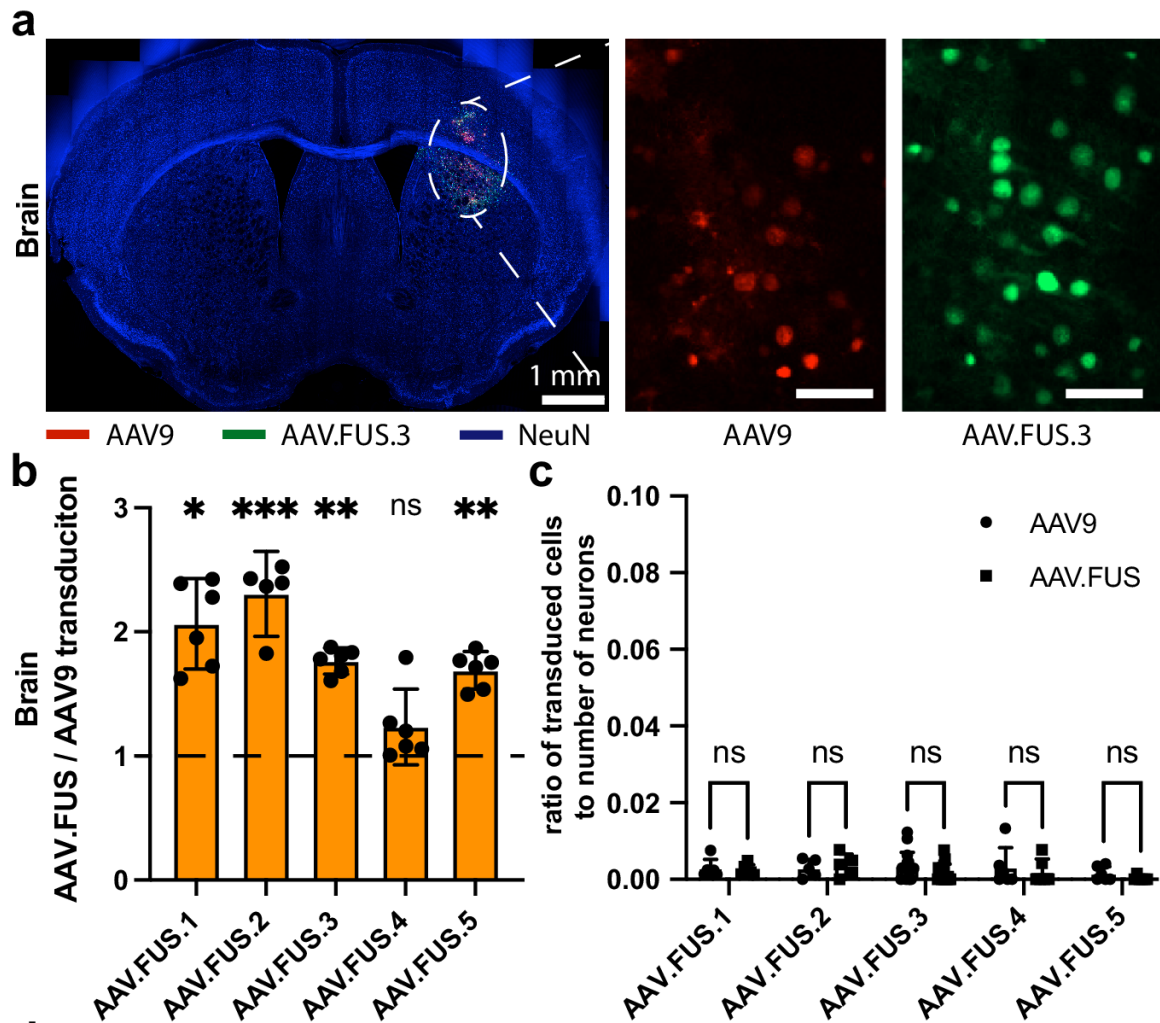 a
Brain
1 mm
AAV9 AAV.FUS.3 NeuN
AAV9
AAV.FUS.3
b
Brain
AAV.FUS / AAV9 transduciton
3
2
1
0
* *** ** ns **
AAV.FUS.1
AAV.FUS.2
AAV.FUS.3
AAV.FUS.4
AAV.FUS.5
c
ratio of transduced cells
to number of neurons
0.10
0.08
0.06
0.04
0.02
0.00
AAV9
AAV.FUS
ns ns ns ns ns
AAV.FUS.1
AAV.FUS.2
AAV.FUS.3
AAV.FUS.4
AAV.FUS.5